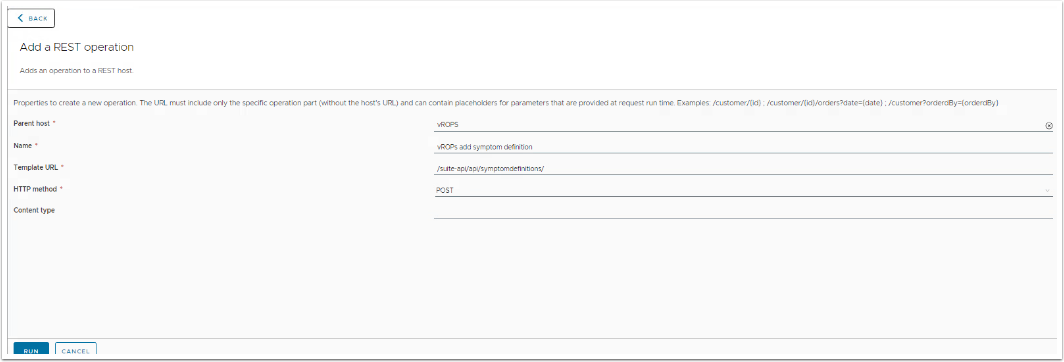 BACK
Add a REST operation
Adds an operation to a REST host.
Properties to create a new operation. The URL must include only the specific operation part (without the host's URL) and can contain placeholders for parameters that are provided at request run time. Examples: /customer/{id} ; /customer/{id}/orders?date={date} ; /customer?orderdBy={orderdBy}
Parent host * vROPS
Name * vROPs add symptom definition
Template URL * /suite-api/api/symptomdefinitions/
HTTP method * POST
Content type
RUN CANCEL